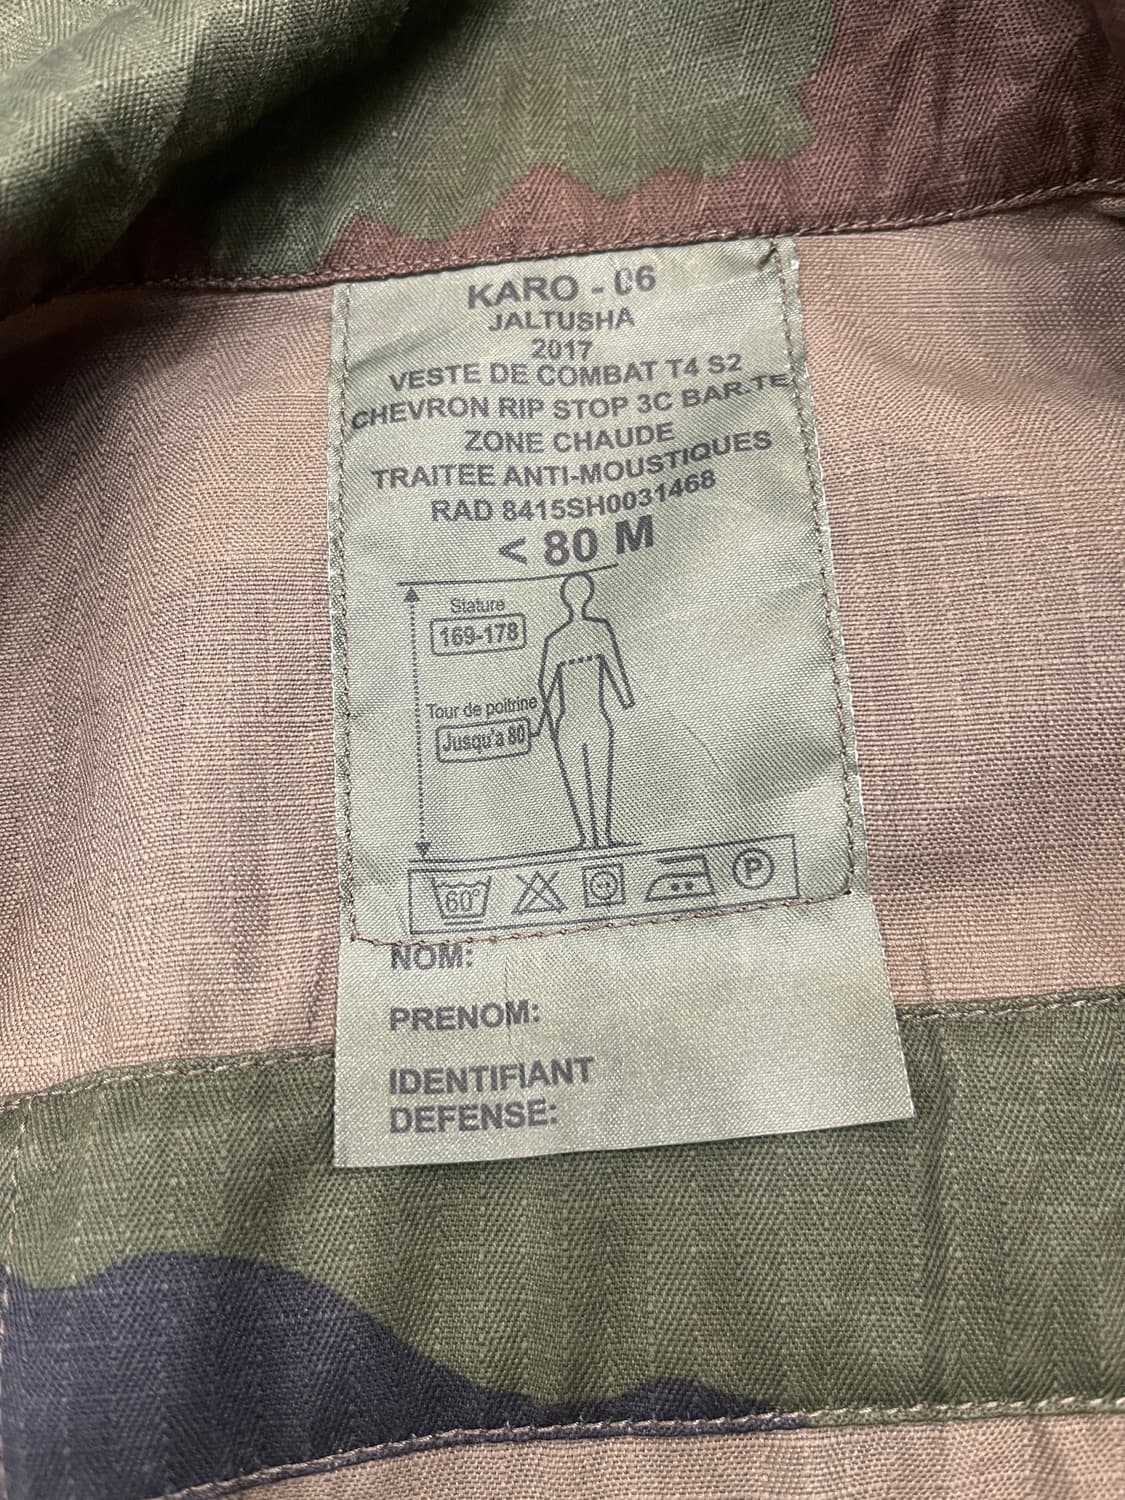 KARO - 06
JALTUSHA
2017
VESTE DE COMBAT T4 S2
CHEVRON RIP STOP 3C BAR.TE
ZONE CHAUDE
TRAITEE ANTI-MOUSTIQUES
RAD 8415SH0031468
< 80 M
Stature
169-178
Tour de poitrine
Jusqu'a 80
60° P
NOM:
PRENOM:
IDENTIFIANT
DEFENSE: